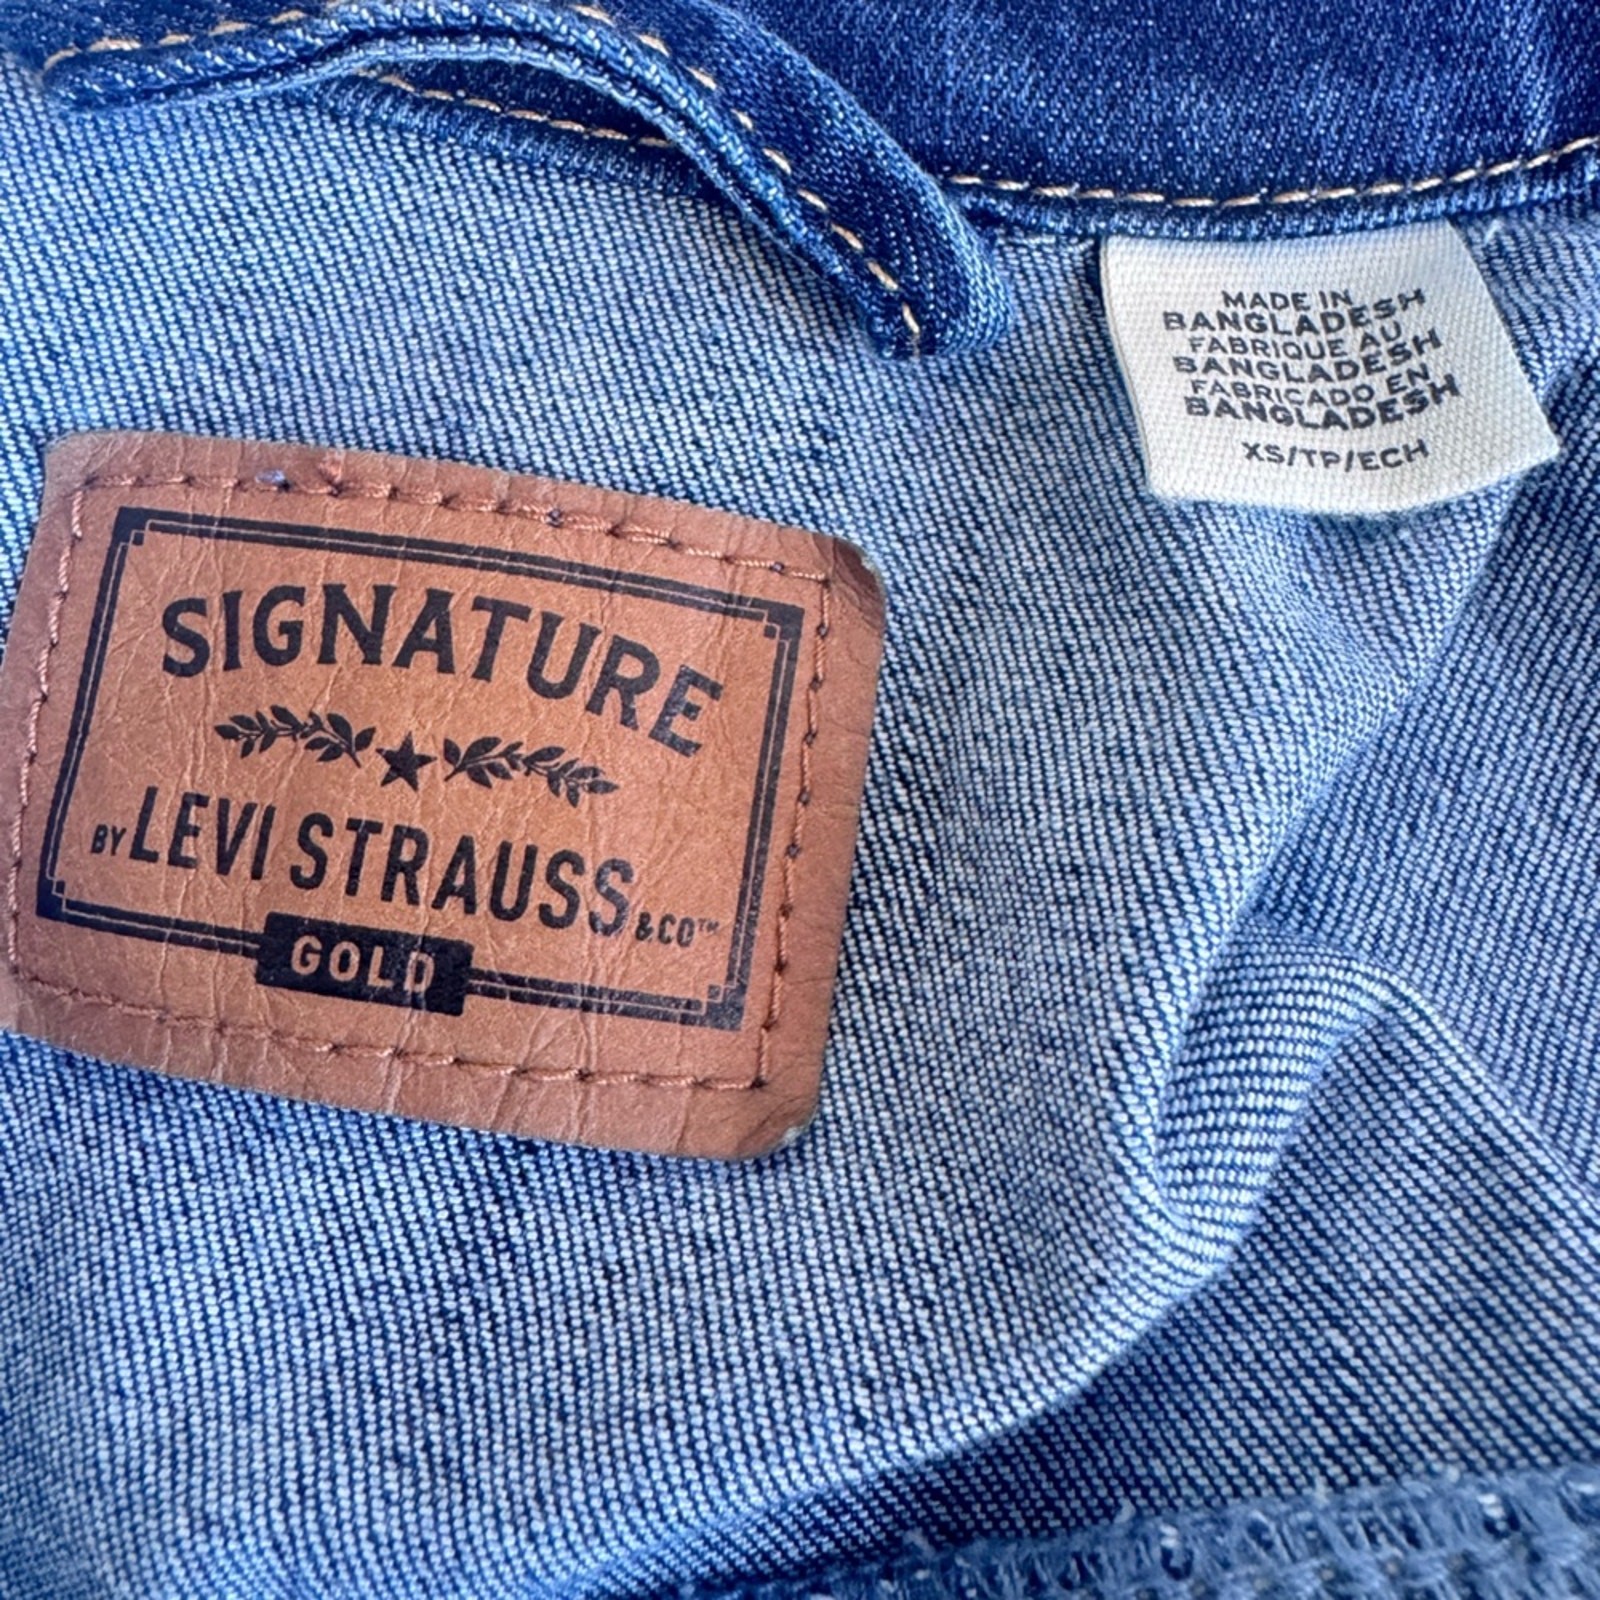 SIGNATURE
BY LEVI STRAUSS & CO™
GOLD
MADE IN
BANGLADESH
FABRIQUE AU
BANGLADESH
FABRICADO EN
BANGLADESH
XS/TP/ECH